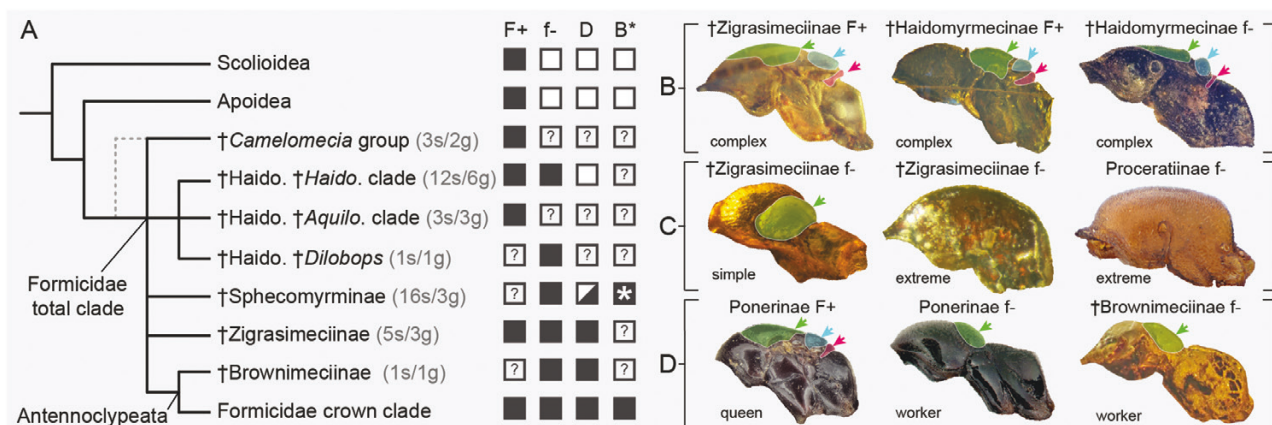 A
F+ f- D B*
Scolioidea
Apoidea
†Camelomecia group (3s/2g) ? ? ?
†Haido. †Haido. clade (12s/6g) ?
†Haido. †Aquilo. clade (3s/3g) ? ? ?
†Haido. †Dilobops (1s/1g) ? ? ?
Formicidae
total clade
†Sphecomyrminae (16s/3g) ? *
†Zigrasimeciinae (5s/3g) ?
†Brownimeciinae (1s/1g) ? ?
Antennoclypeata
Formicidae crown clade
B
†Zigrasimeciinae F+ †Haidomyrmecinae F+ †Haidomyrmecinae f-
complex complex complex
C
†Zigrasimeciinae f- †Zigrasimeciinae f- Proceratiinae f-
simple extreme extreme
D
Ponerinae F+ Ponerinae f- †Brownimeciinae f-
queen worker worker